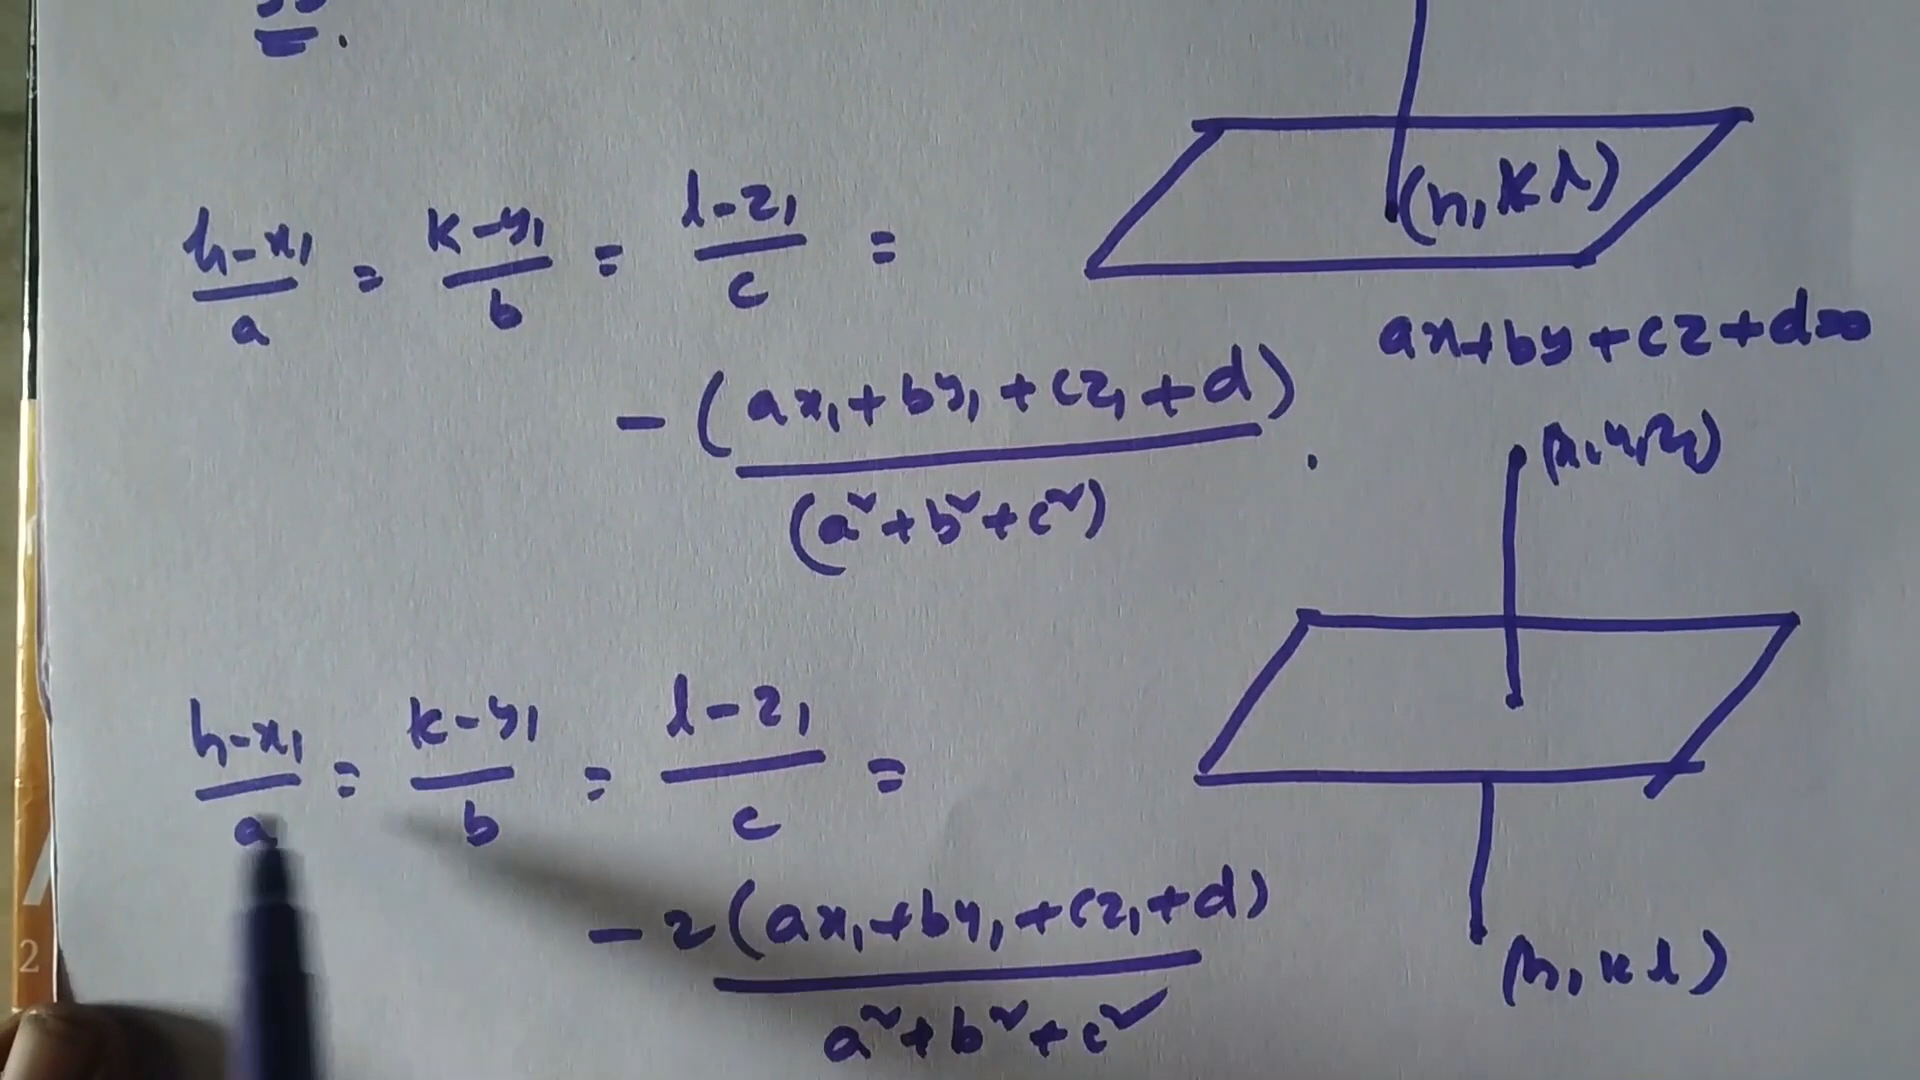 (h, k l)
h-x₁/a = k-y₁/b = l-z₁/c =
ax+by+cz+d=0
-(ax₁+by₁+cz₁+d)/(a²+b²+c²) .
(x₁ y₁ z₁)
h-x₁/a = k-y₁/b = l-z₁/c =
-2(ax₁+by₁+cz₁+d)/a²+b²+c²
(h, k l)
2